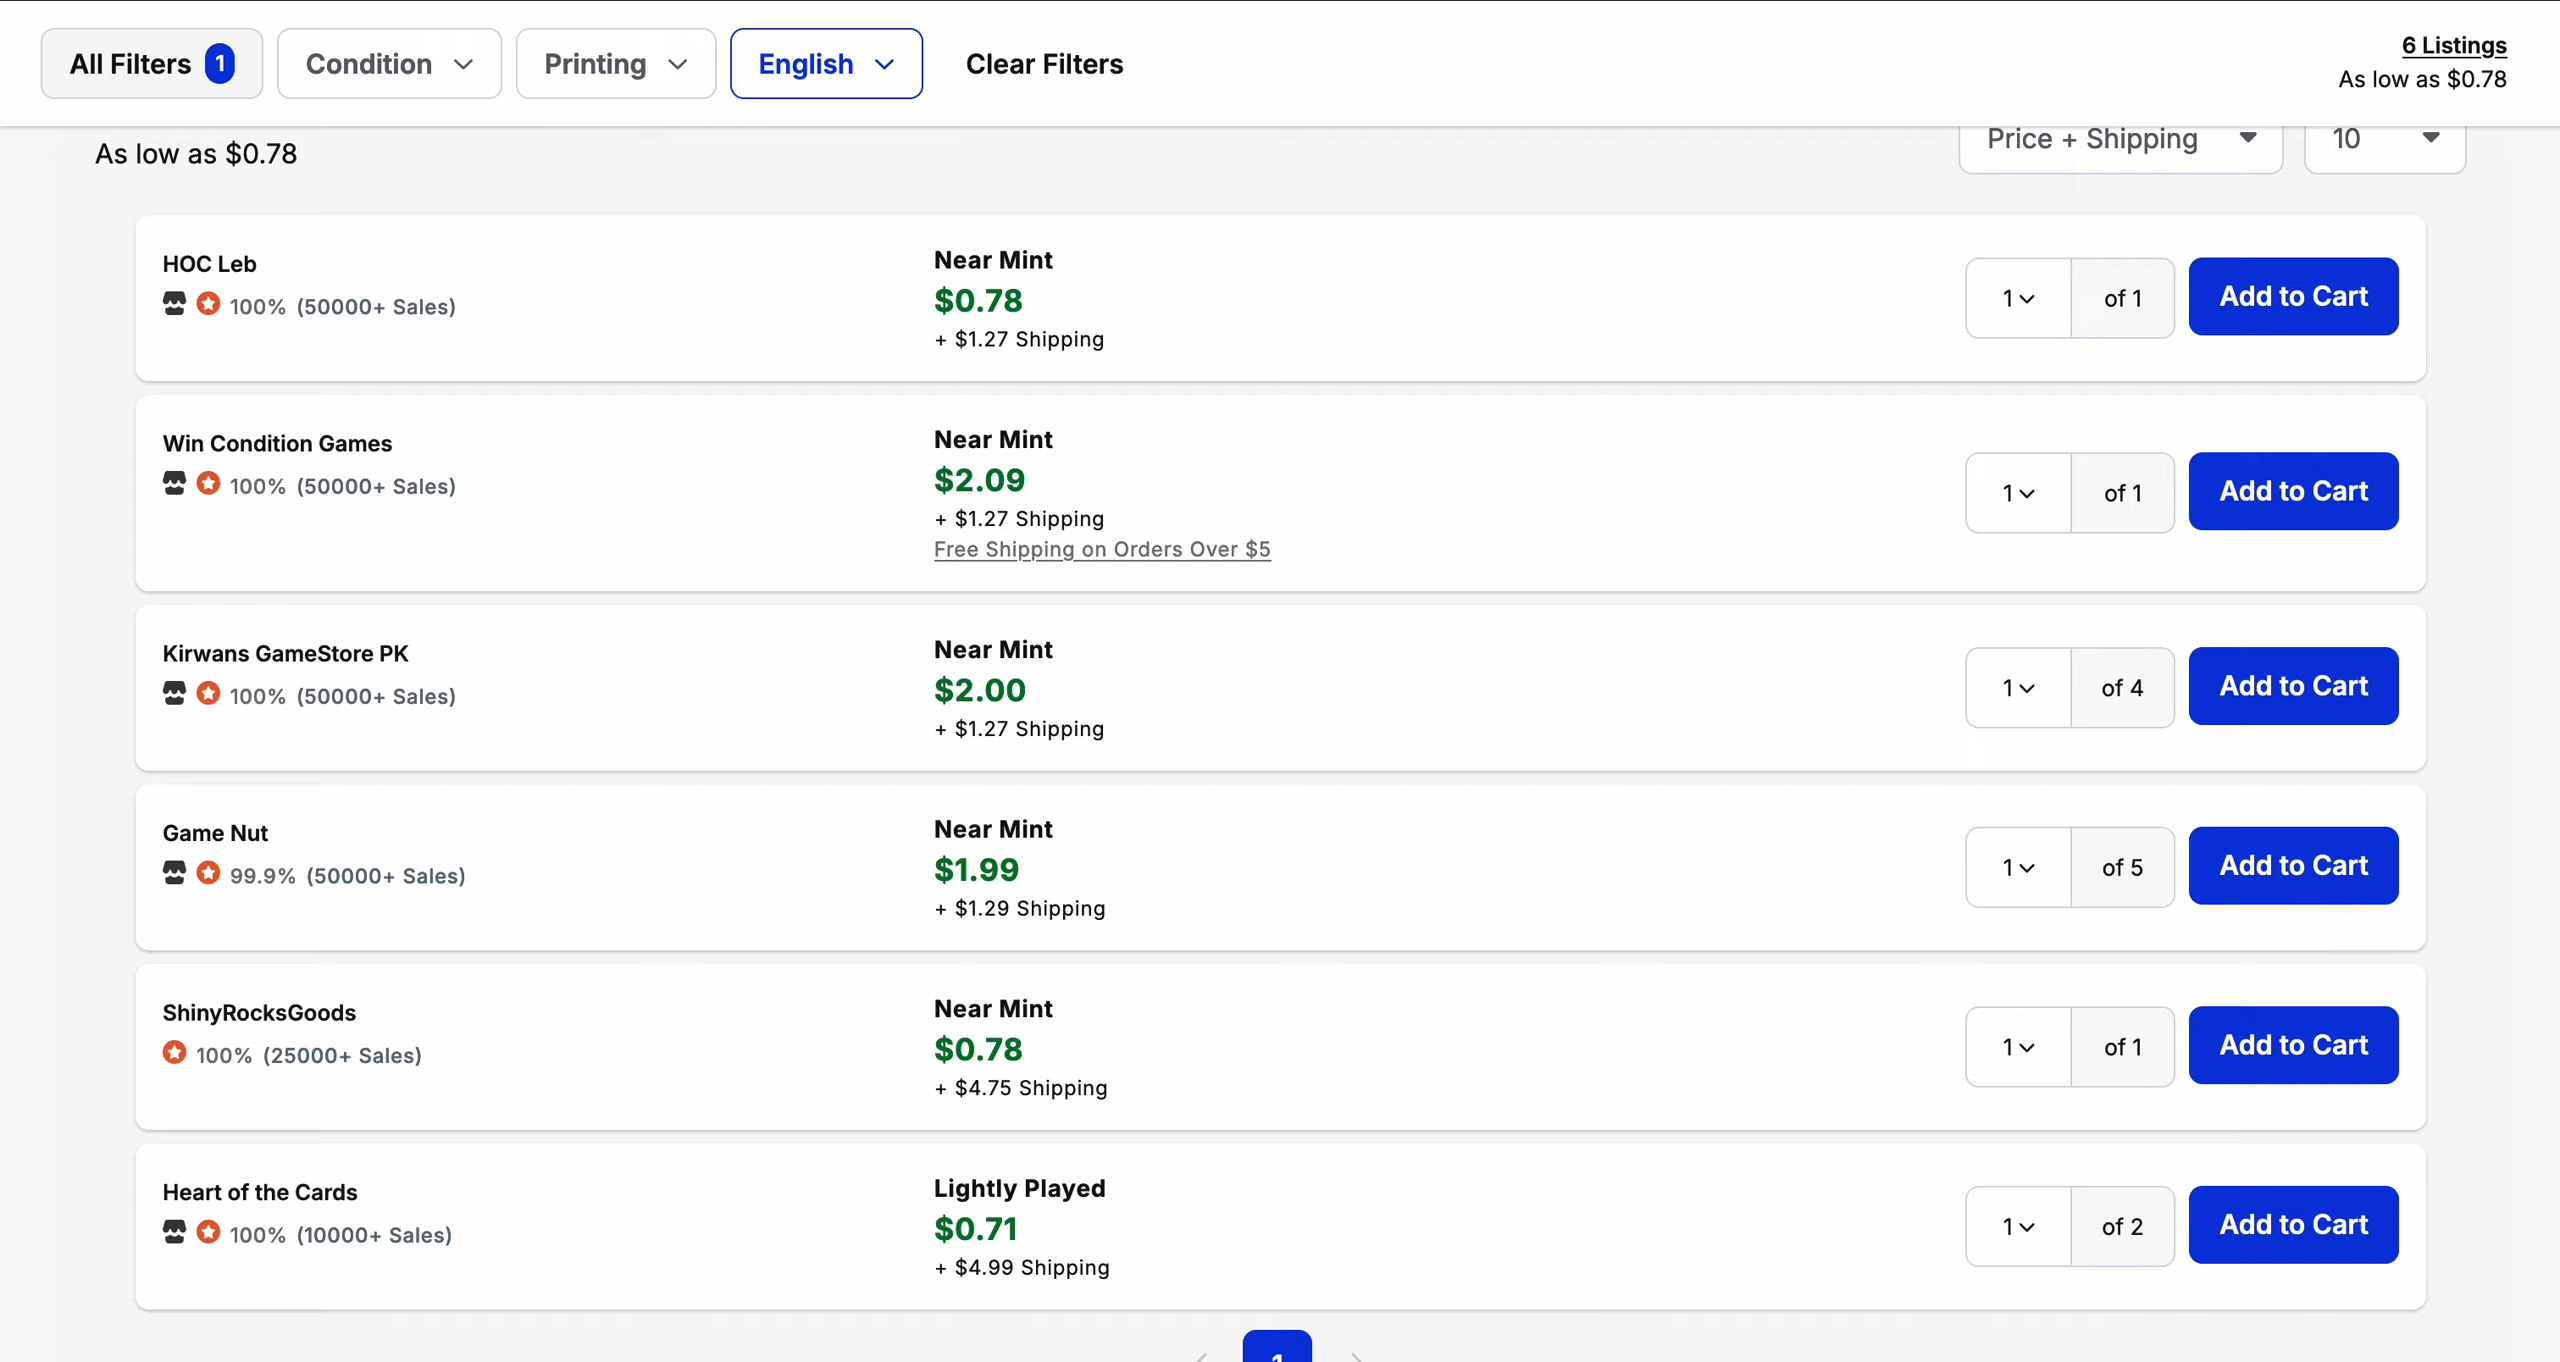 All Filters 1 Condition Printing English Clear Filters
6 Listings
As low as $0.78
As low as $0.78
Price + Shipping 10
HOC Leb
100% (50000+ Sales)
Near Mint
$0.78
+ $1.27 Shipping
1 of 1 Add to Cart
Win Condition Games
100% (50000+ Sales)
Near Mint
$2.09
+ $1.27 Shipping
Free Shipping on Orders Over $5
1 of 1 Add to Cart
Kirwans GameStore PK
100% (50000+ Sales)
Near Mint
$2.00
+ $1.27 Shipping
1 of 4 Add to Cart
Game Nut
99.9% (50000+ Sales)
Near Mint
$1.99
+ $1.29 Shipping
1 of 5 Add to Cart
ShinyRocksGoods
100% (25000+ Sales)
Near Mint
$0.78
+ $4.75 Shipping
1 of 1 Add to Cart
Heart of the Cards
100% (10000+ Sales)
Lightly Played
$0.71
+ $4.99 Shipping
1 of 2 Add to Cart
1